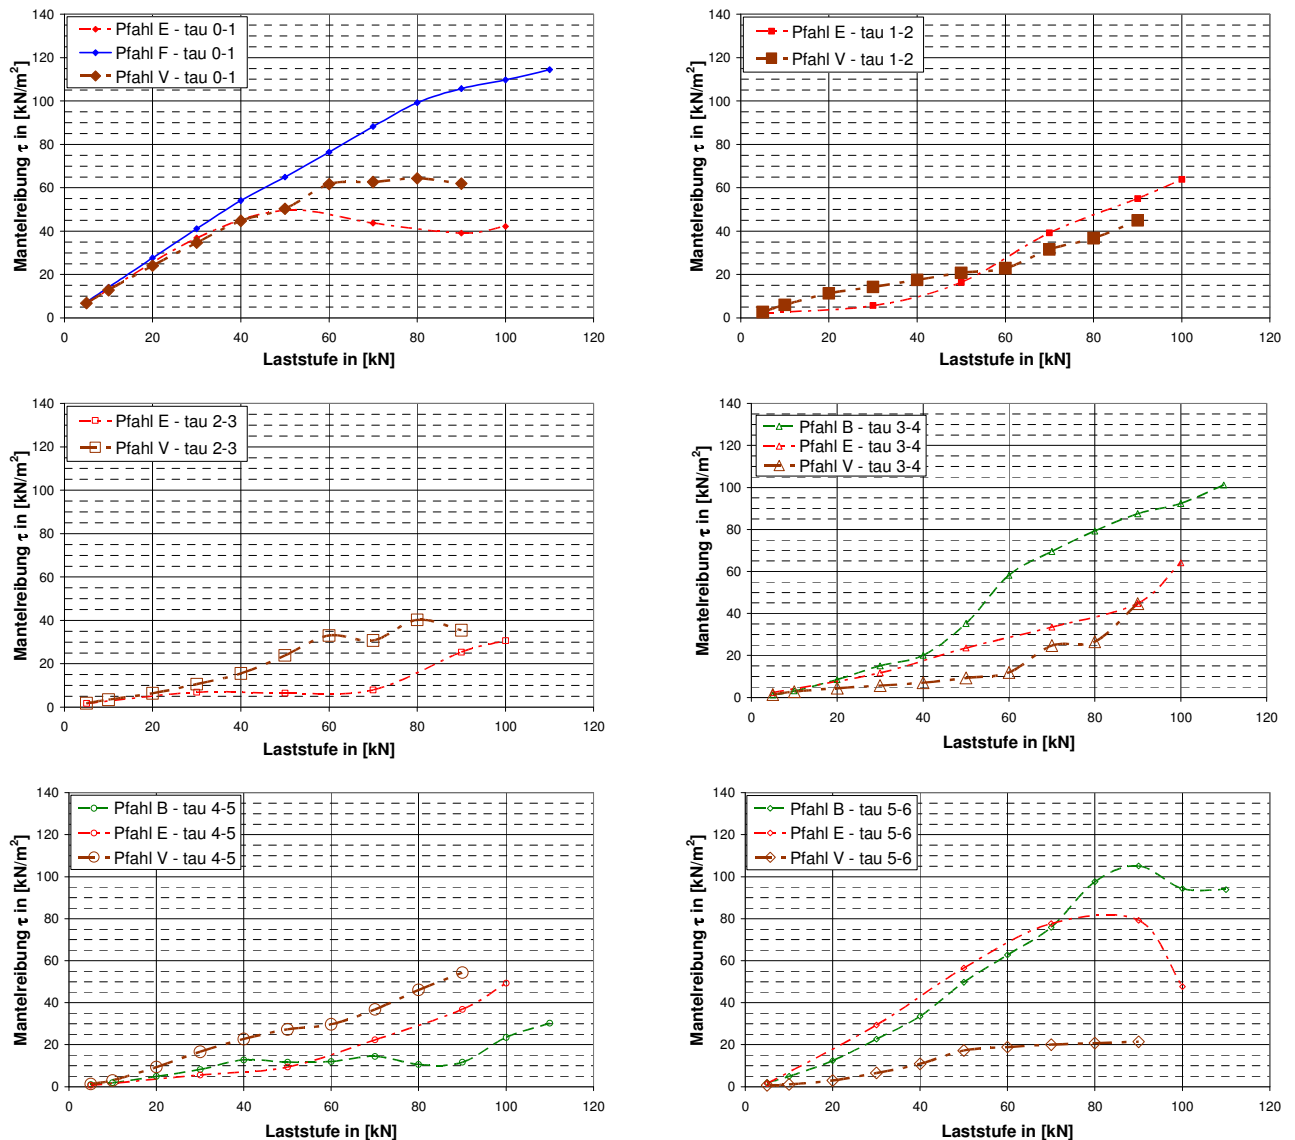 Pfahl E - tau 0-1
Pfahl F - tau 0-1
Pfahl V - tau 0-1
Mantelreibung τ in [kN/m²]
140
120
100
80
60
40
20
0
0 20 40 60 80 100 120
Laststufe in [kN]
Pfahl E - tau 1-2
Pfahl V - tau 1-2
Mantelreibung τ in [kN/m²]
140
120
100
80
60
40
20
0
0 20 40 60 80 100 120
Laststufe in [kN]
Pfahl E - tau 2-3
Pfahl V - tau 2-3
Mantelreibung τ in [kN/m²]
140
120
100
80
60
40
20
0
0 20 40 60 80 100 120
Laststufe in [kN]
Pfahl B - tau 3-4
Pfahl E - tau 3-4
Pfahl V - tau 3-4
Mantelreibung τ in [kN/m²]
140
120
100
80
60
40
20
0
0 20 40 60 80 100 120
Laststufe in [kN]
Pfahl B - tau 4-5
Pfahl E - tau 4-5
Pfahl V - tau 4-5
Mantelreibung τ in [kN/m²]
140
120
100
80
60
40
20
0
0 20 40 60 80 100 120
Laststufe in [kN]
Pfahl B - tau 5-6
Pfahl E - tau 5-6
Pfahl V - tau 5-6
Mantelreibung τ in [kN/m²]
140
120
100
80
60
40
20
0
0 20 40 60 80 100 120
Laststufe in [kN]